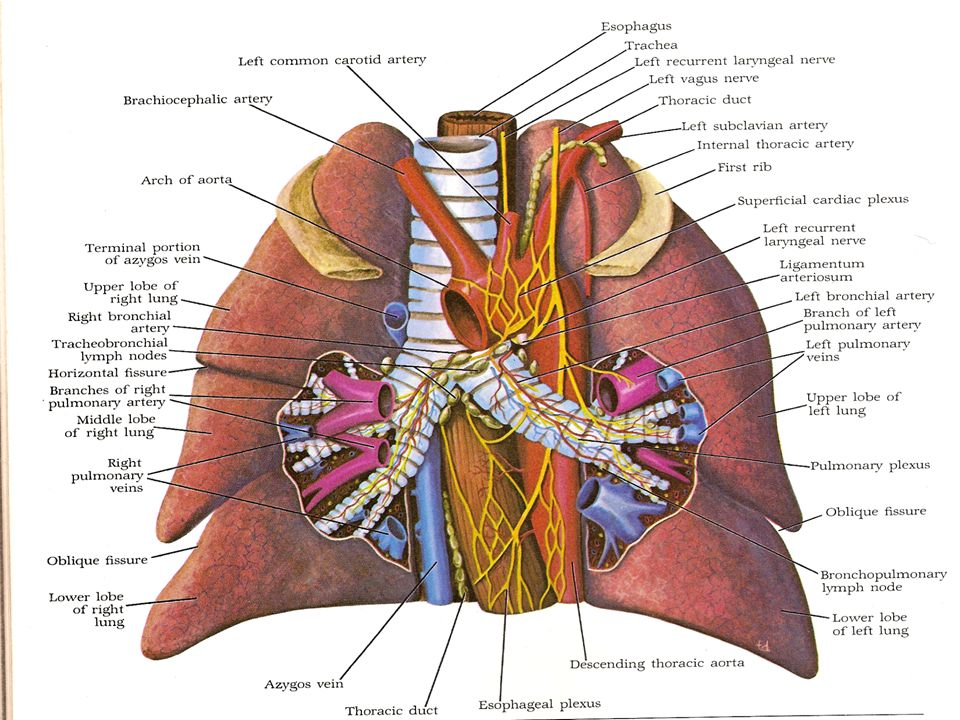 Esophagus
Trachea
Left recurrent laryngeal nerve
Left vagus nerve
Thoracic duct
Left subclavian artery
Internal thoracic artery
First rib
Superficial cardiac plexus
Left recurrent
laryngeal nerve
Ligamentum
arteriosum
Left bronchial artery
Branch of left
pulmonary artery
Left pulmonary
veins
Upper lobe of
left lung
Pulmonary plexus
Oblique fissure
Bronchopulmonary
lymph node
Lower lobe
of left lung
Descending thoracic aorta
Esophageal plexus
Thoracic duct
Azygos vein
Left common carotid artery
Brachiocephalic artery
Arch of aorta
Terminal portion
of azygos vein
Upper lobe of
right lung
Right bronchial
artery
Tracheobronchial
lymph nodes
Horizontal fissure
Branches of right
pulmonary artery
Middle lobe
of right lung
Right
pulmonary
veins
Oblique fissure
Lower lobe
of right
lung